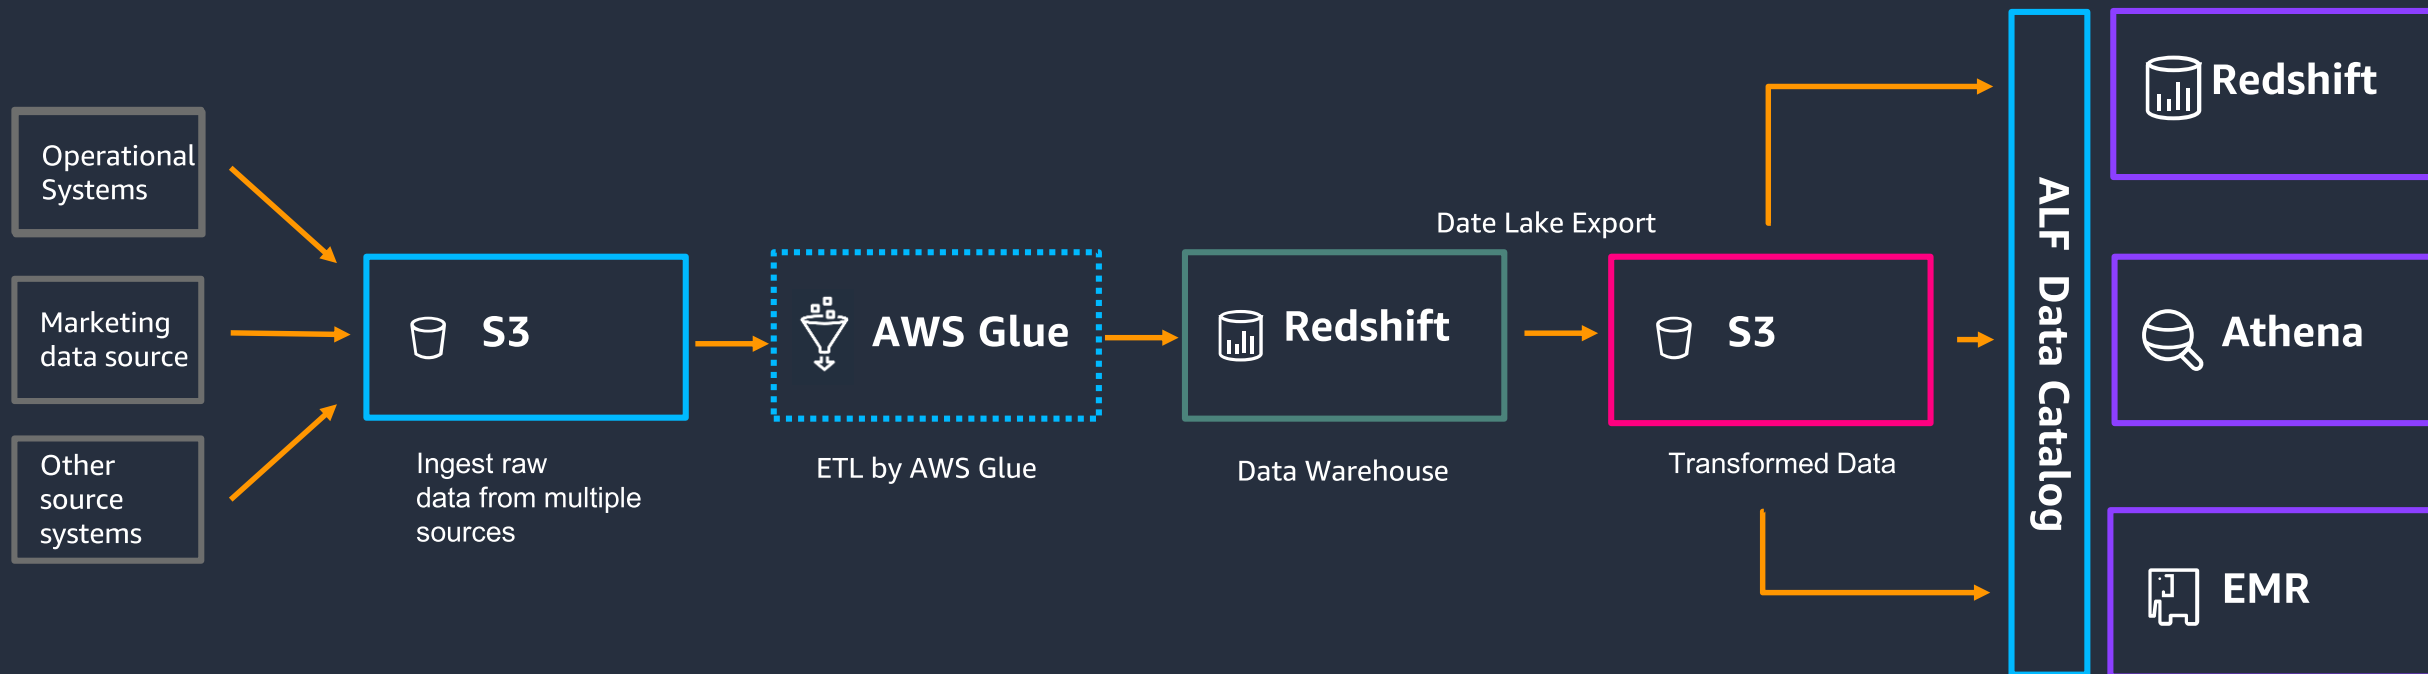 Operational
Systems
Marketing
data source
Other
source
systems
S3
Ingest raw
data from multiple
sources
AWS Glue
ETL by AWS Glue
Redshift
Data Warehouse
Date Lake Export
S3
Transformed Data
ALF Data Catalog
Redshift
Athena
EMR